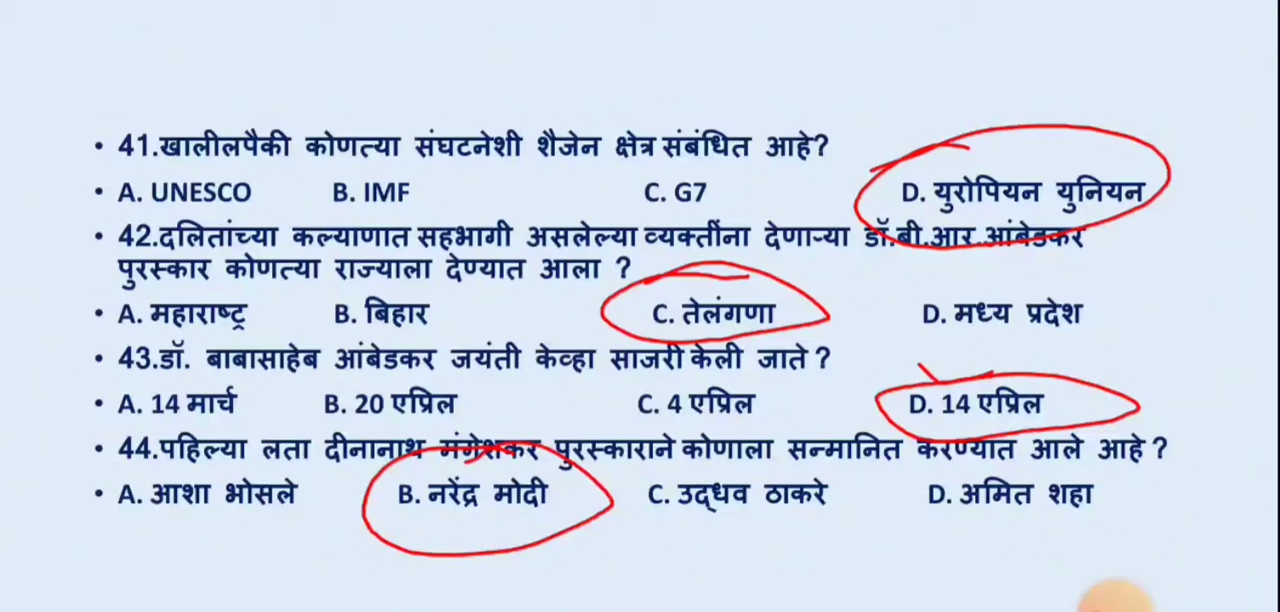 • 41.खालीलपैकी कोणत्या संघटनेशी शैजेन क्षेत्र संबंधित आहे?
• A. UNESCO B. IMF C. G7 D. युरोपियन युनियन
• 42.दलितांच्या कल्याणात सहभागी असलेल्या व्यक्तींना देणाऱ्या डॉ.बी.आर.आंबेडकर
पुरस्कार कोणत्या राज्याला देण्यात आला ?
• A. महाराष्ट्र B. बिहार C. तेलंगणा D. मध्य प्रदेश
• 43.डॉ. बाबासाहेब आंबेडकर जयंती केव्हा साजरी केली जाते ?
• A. 14 मार्च B. 20 एप्रिल C. 4 एप्रिल D. 14 एप्रिल
• 44.पहिल्या लता दीनानाथ मंगेशकर पुरस्काराने कोणाला सन्मानित करण्यात आले आहे ?
• A. आशा भोसले B. नरेंद्र मोदी C. उद्धव ठाकरे D. अमित शहा